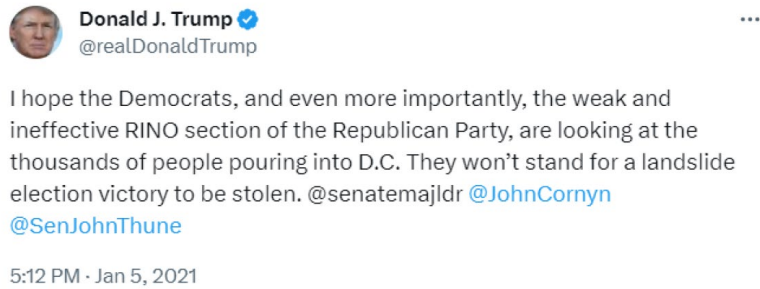 Donald J. Trump
@realDonaldTrump
I hope the Democrats, and even more importantly, the weak and
ineffective RINO section of the Republican Party, are looking at the
thousands of people pouring into D.C. They won’t stand for a landslide
election victory to be stolen. @senatemajldr @JohnCornyn
@SenJohnThune
5:12 PM · Jan 5, 2021